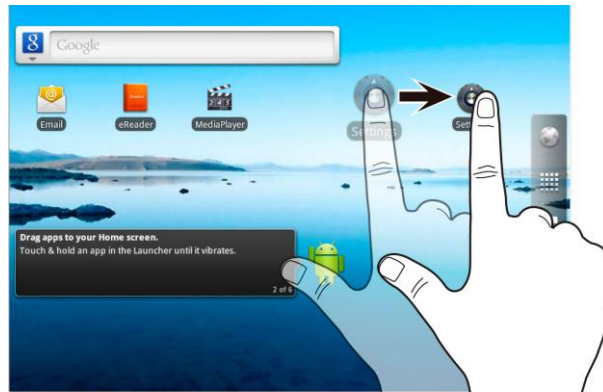 8 Google
Email
eReader
MediaPlayer
Settings
Drag apps to your Home screen.
Touch & hold an app in the Launcher until it vibrates.
2 of 6